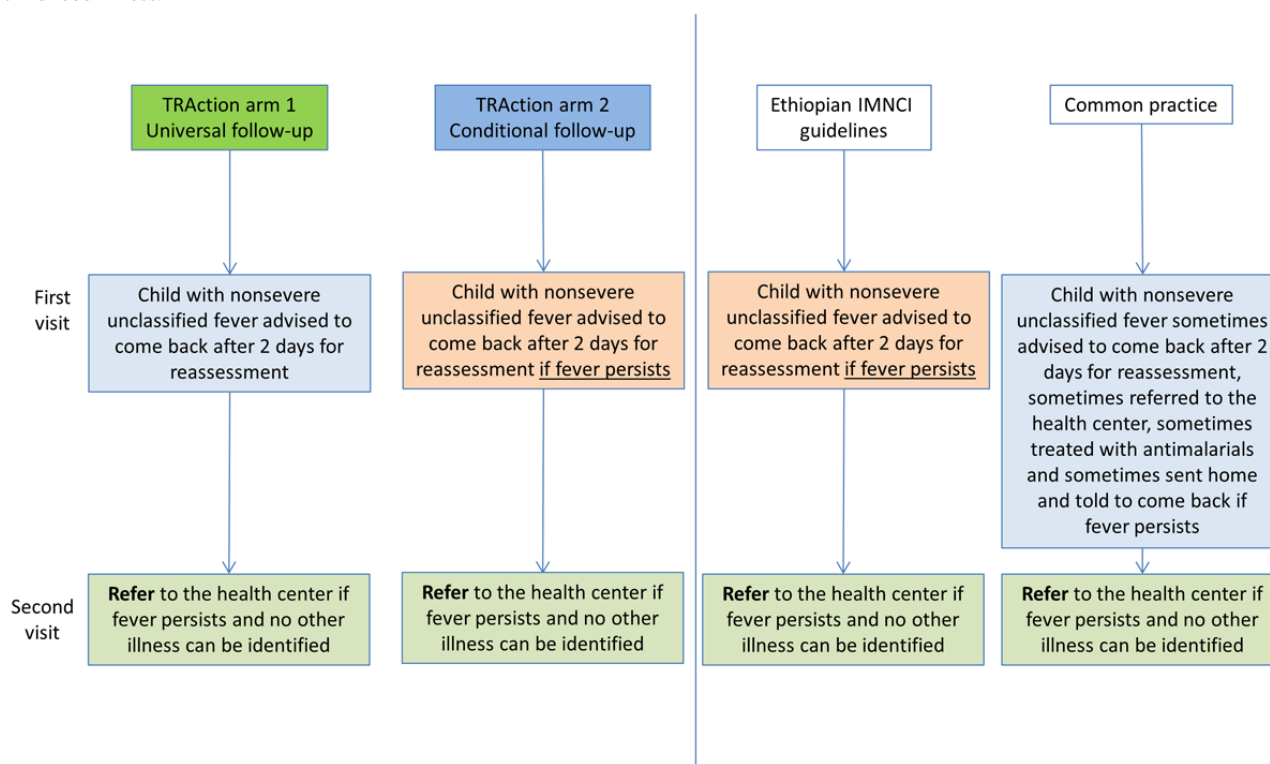 TRAction arm 1
Universal follow-up
TRAction arm 2
Conditional follow-up
Ethiopian IMNCI
guidelines
Common practice
First
visit
Child with nonsevere
unclassified fever advised to
come back after 2 days for
reassessment
Child with nonsevere
unclassified fever advised to
come back after 2 days for
reassessment if fever persists
Child with nonsevere
unclassified fever advised to
come back after 2 days for
reassessment if fever persists
Child with nonsevere
unclassified fever sometimes
advised to come back after 2
days for reassessment,
sometimes referred to the
health center, sometimes
treated with antimalarials
and sometimes sent home
and told to come back if
fever persists
Second
visit
Refer to the health center if
fever persists and no other
illness can be identified
Refer to the health center if
fever persists and no other
illness can be identified
Refer to the health center if
fever persists and no other
illness can be identified
Refer to the health center if
fever persists and no other
illness can be identified